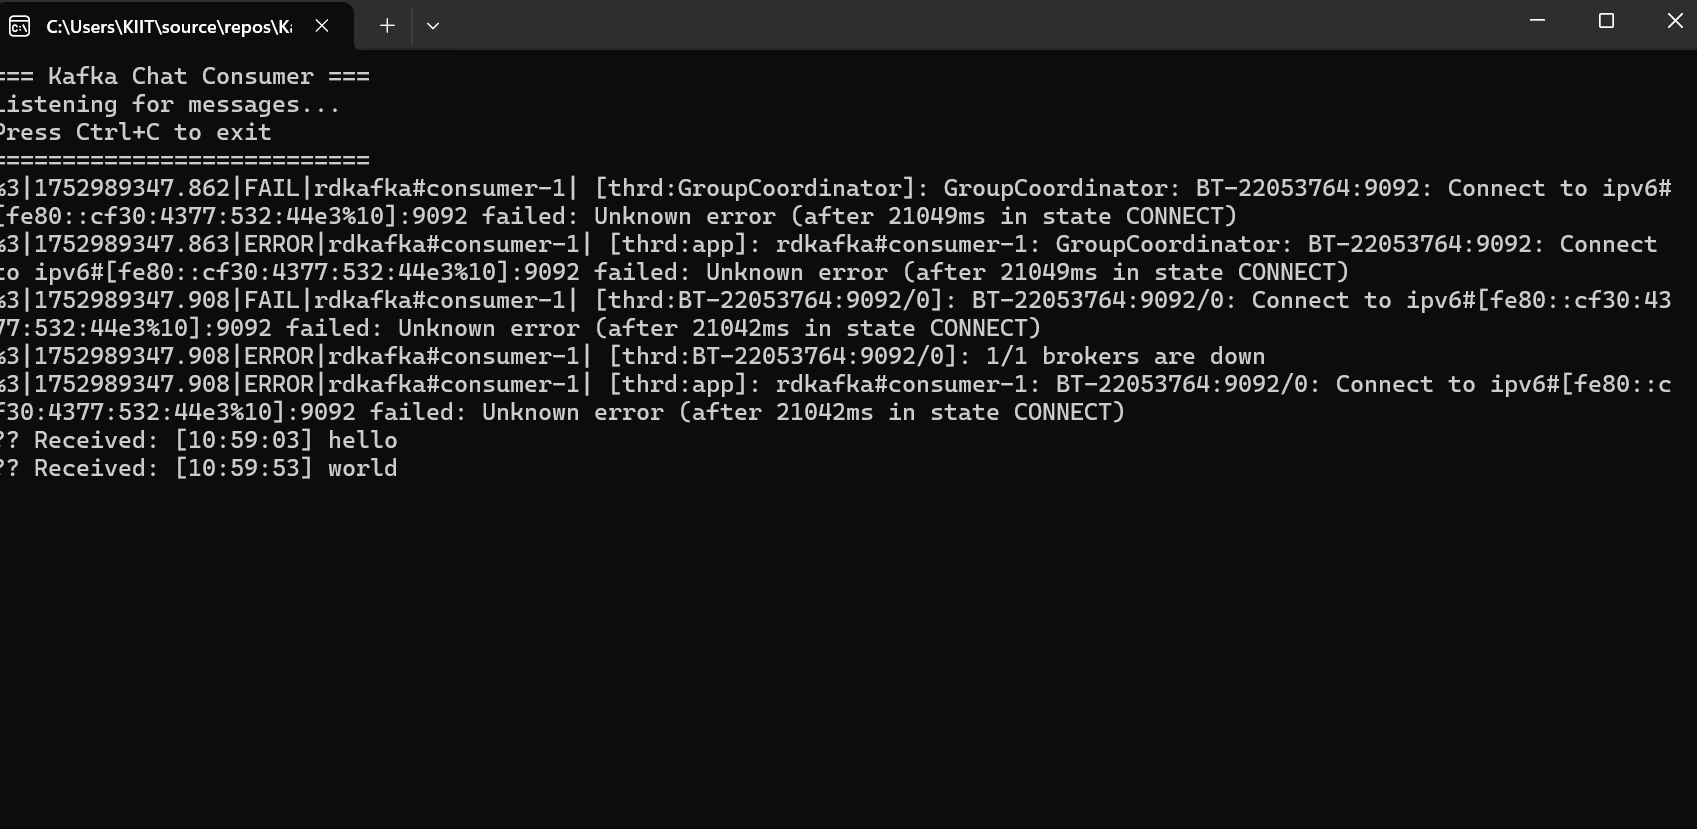 C:\Users\KIIT\source\repos\Ka
=== Kafka Chat Consumer ===
Listening for messages...
Press Ctrl+C to exit
===========================
%3|1752989347.862|FAIL|rdkafka#consumer-1| [thrd:GroupCoordinator]: GroupCoordinator: BT-22053764:9092: Connect to ipv6#
[fe80::cf30:4377:532:44e3%10]:9092 failed: Unknown error (after 21049ms in state CONNECT)
%3|1752989347.863|ERROR|rdkafka#consumer-1| [thrd:app]: rdkafka#consumer-1: GroupCoordinator: BT-22053764:9092: Connect
to ipv6#[fe80::cf30:4377:532:44e3%10]:9092 failed: Unknown error (after 21049ms in state CONNECT)
%3|1752989347.908|FAIL|rdkafka#consumer-1| [thrd:BT-22053764:9092/0]: BT-22053764:9092/0: Connect to ipv6#[fe80::cf30:43
77:532:44e3%10]:9092 failed: Unknown error (after 21042ms in state CONNECT)
%3|1752989347.908|ERROR|rdkafka#consumer-1| [thrd:BT-22053764:9092/0]: 1/1 brokers are down
%3|1752989347.908|ERROR|rdkafka#consumer-1| [thrd:app]: rdkafka#consumer-1: BT-22053764:9092/0: Connect to ipv6#[fe80::c
f30:4377:532:44e3%10]:9092 failed: Unknown error (after 21042ms in state CONNECT)
?? Received: [10:59:03] hello
?? Received: [10:59:53] world